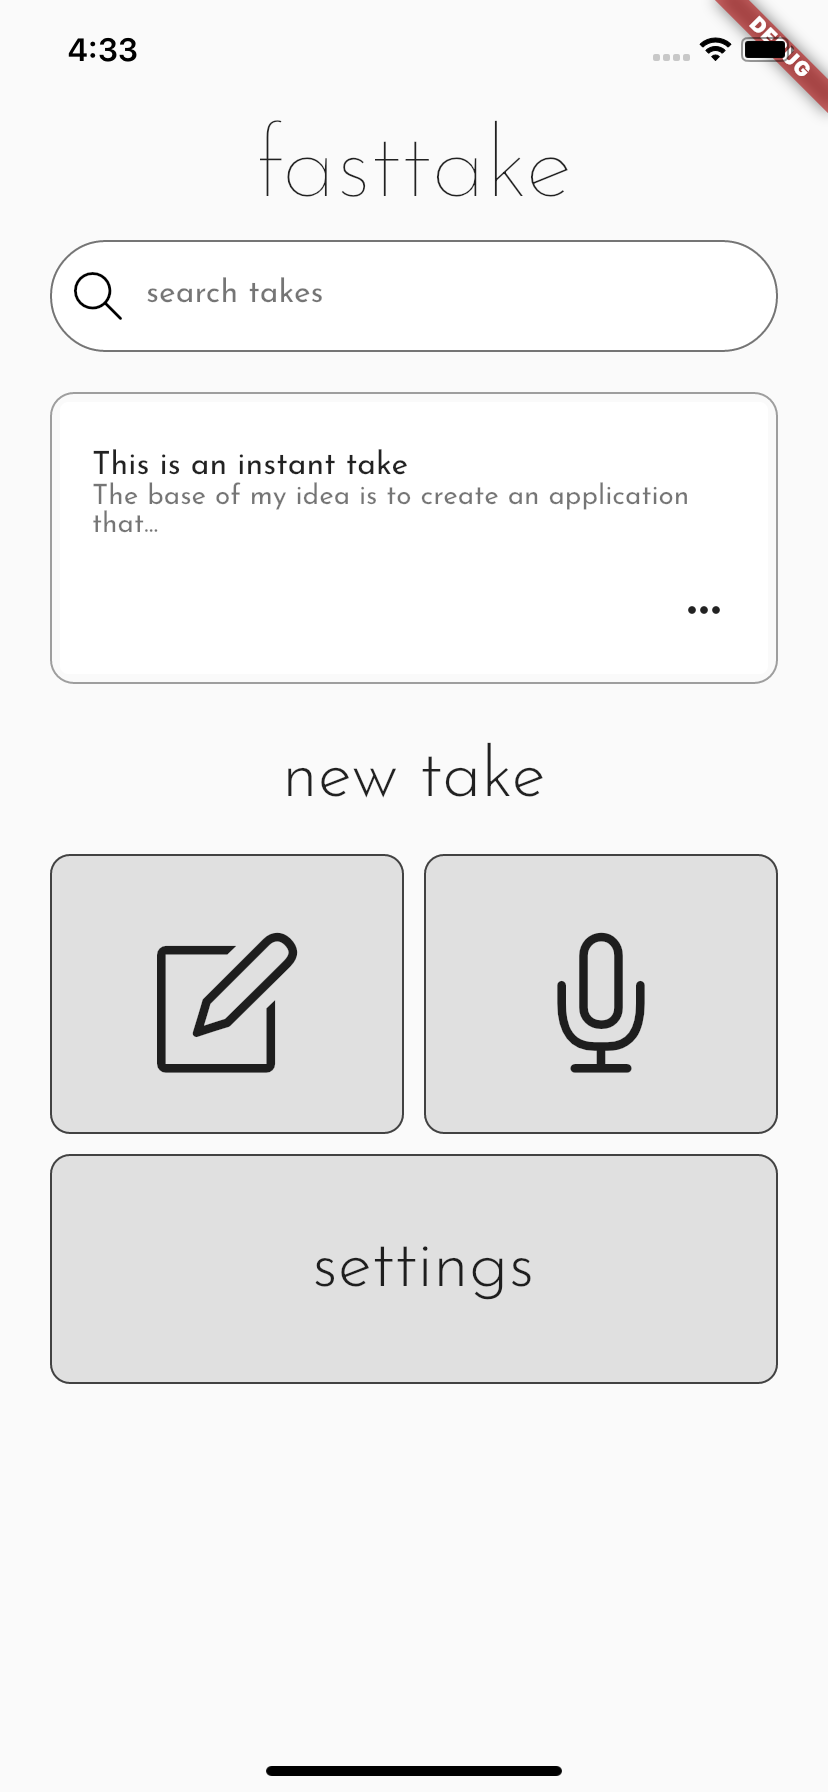 4:33
DEBUG
fasttake
search takes
This is an instant take
The base of my idea is to create an application
that...
new take
settings